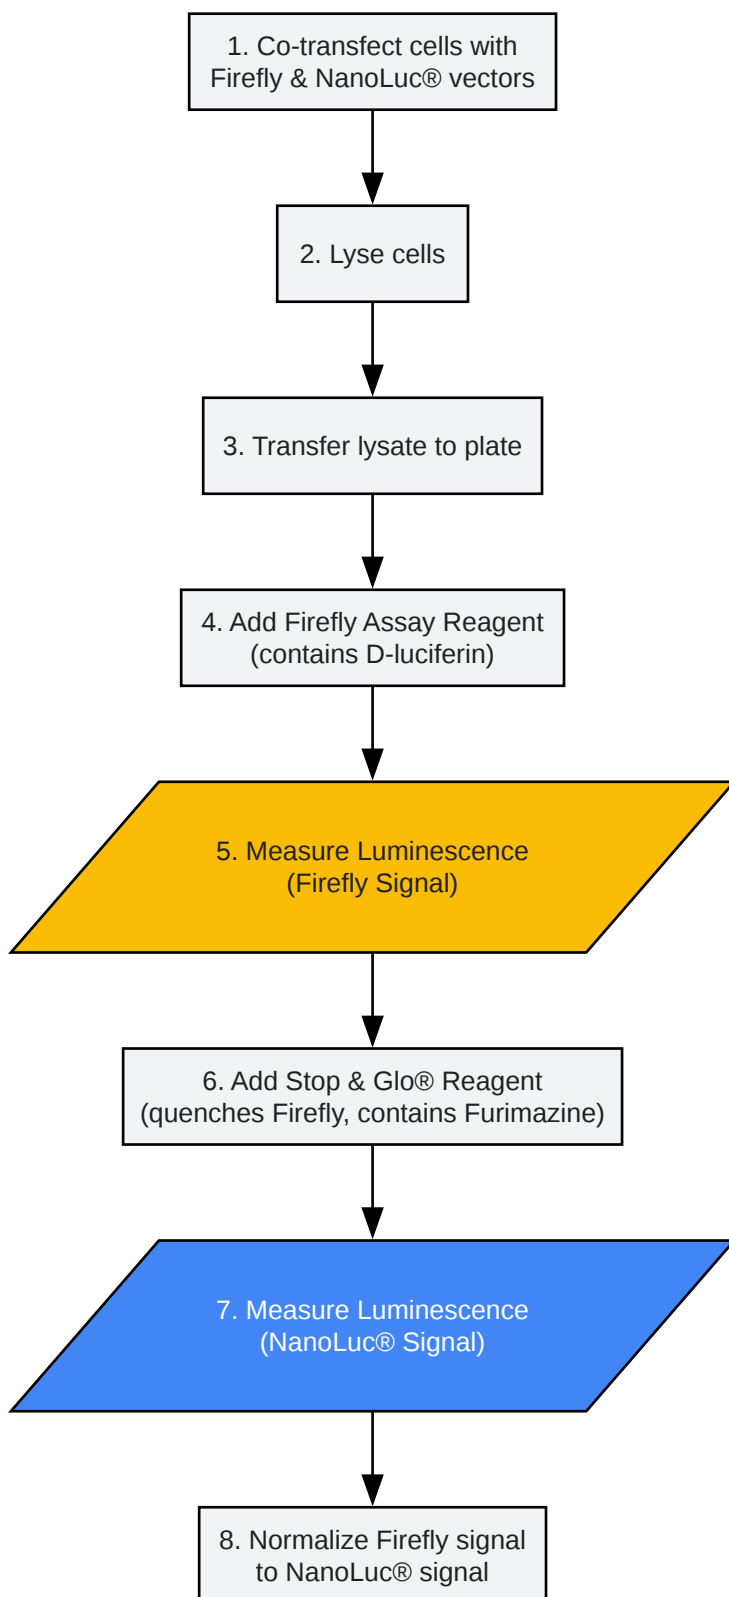 1. Co-transfect cells with
Firefly & NanoLuc® vectors
2. Lyse cells
3. Transfer lysate to plate
4. Add Firefly Assay Reagent
(contains D-luciferin)
5. Measure Luminescence
(Firefly Signal)
6. Add Stop & Glo® Reagent
(quenches Firefly, contains Furimazine)
7. Measure Luminescence
(NanoLuc® Signal)
8. Normalize Firefly signal
to NanoLuc® signal